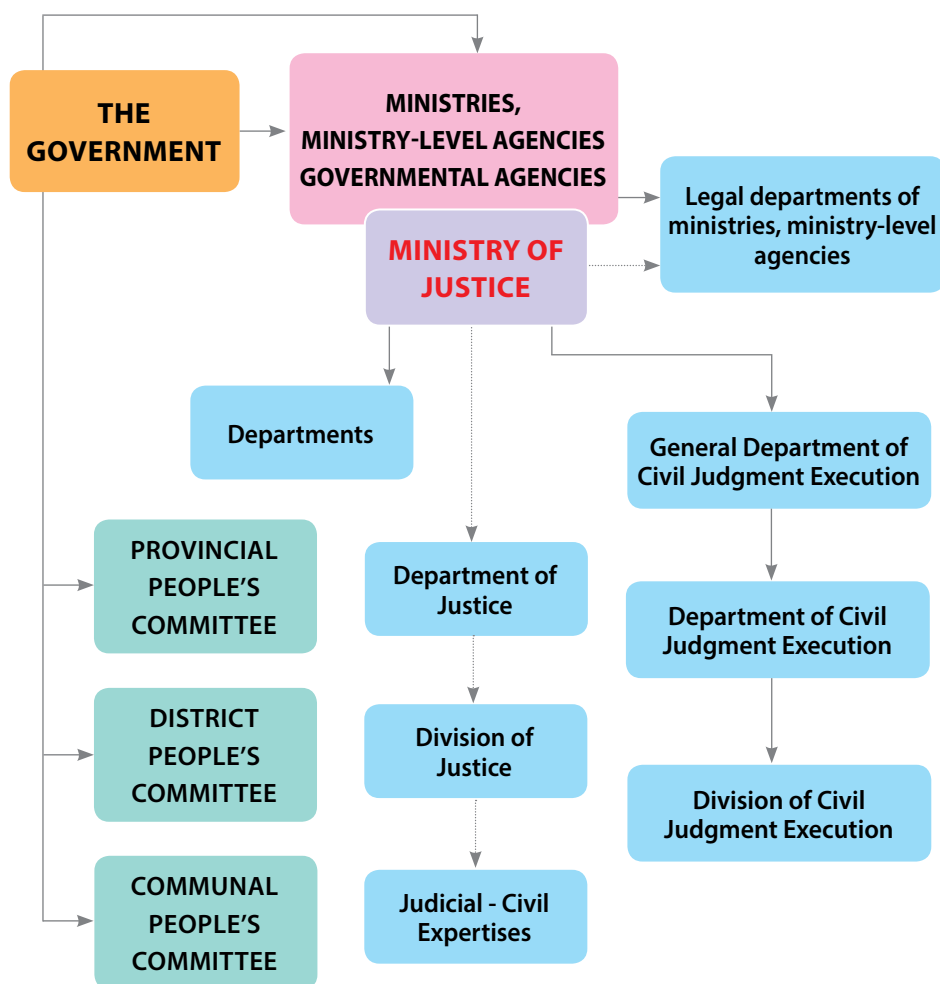 THE
GOVERNMENT
MINISTRIES,
MINISTRY-LEVEL AGENCIES
GOVERNMENTAL AGENCIES
Legal departments of
ministries, ministry-level
agencies
MINISTRY OF
JUSTICE
Departments
General Department of
Civil Judgment Execution
PROVINCIAL
PEOPLE’S
COMMITTEE
Department of
Justice
Department of Civil
Judgment Execution
DISTRICT
PEOPLE’S
COMMITTEE
Division of
Justice
Division of Civil
Judgment Execution
COMMUNAL
PEOPLE’S
COMMITTEE
Judicial - Civil
Expertises